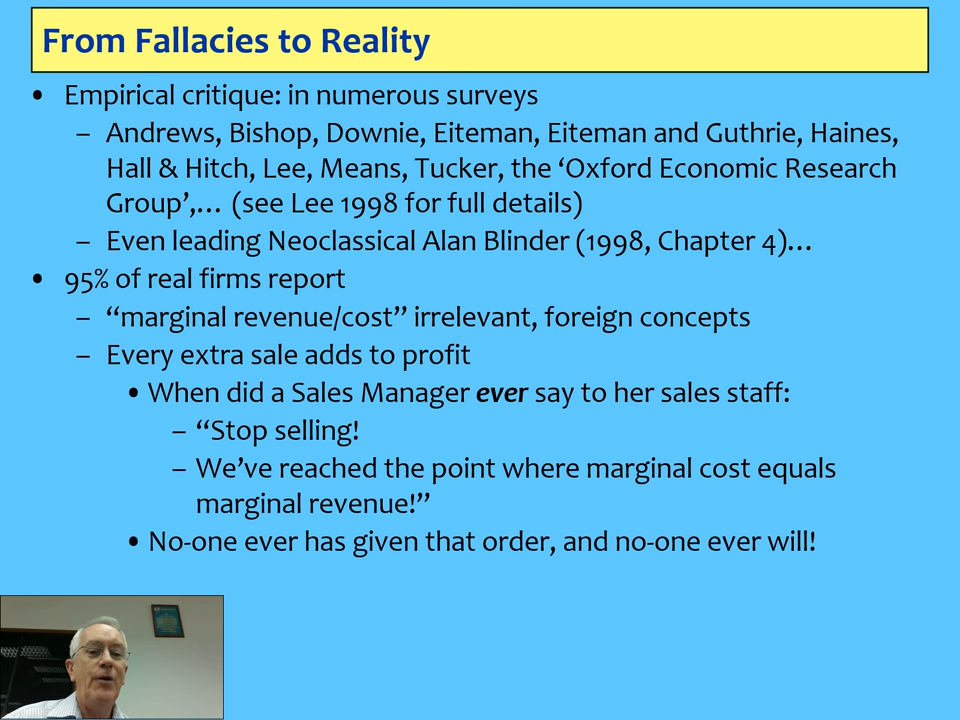 From Fallacies to Reality
• Empirical critique: in numerous surveys
– Andrews, Bishop, Downie, Eiteman, Eiteman and Guthrie, Haines,
Hall & Hitch, Lee, Means, Tucker, the ‘Oxford Economic Research
Group’,… (see Lee 1998 for full details)
– Even leading Neoclassical Alan Blinder (1998, Chapter 4)…
• 95% of real firms report
– “marginal revenue/cost” irrelevant, foreign concepts
– Every extra sale adds to profit
• When did a Sales Manager ever say to her sales staff:
– “Stop selling!
– We’ve reached the point where marginal cost equals
marginal revenue!”
• No-one ever has given that order, and no-one ever will!